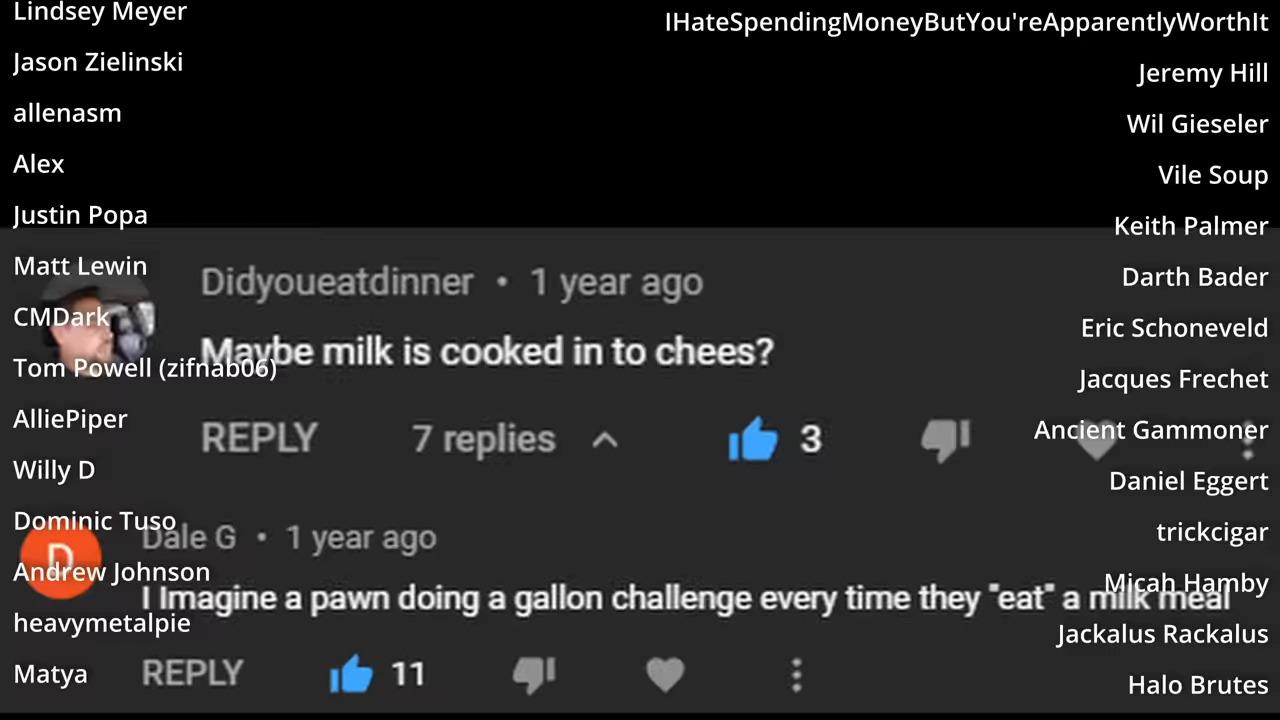 Lindsey Meyer
Jason Zielinski
allenasm
Alex
Justin Popa
Matt Lewin
CMDark
Tom Powell (zifnab06)
AlliePiper
Willy D
Dominic Tuso
Andrew Johnson
heavymetalpie
Matya
IHateSpendingMoneyButYou'reApparentlyWorthIt
Jeremy Hill
Wil Gieseler
Vile Soup
Keith Palmer
Darth Bader
Eric Schoneveld
Jacques Frechet
Ancient Gammoner
Daniel Eggert
trickcigar
Micah Hamby
Jackalus Rackalus
Halo Brutes
Didyoueatdinner • 1 year ago
Maybe milk is cooked in to chees?
REPLY 7 replies 3
D
Dale G • 1 year ago
I Imagine a pawn doing a gallon challenge every time they "eat" a milk meal
REPLY 11